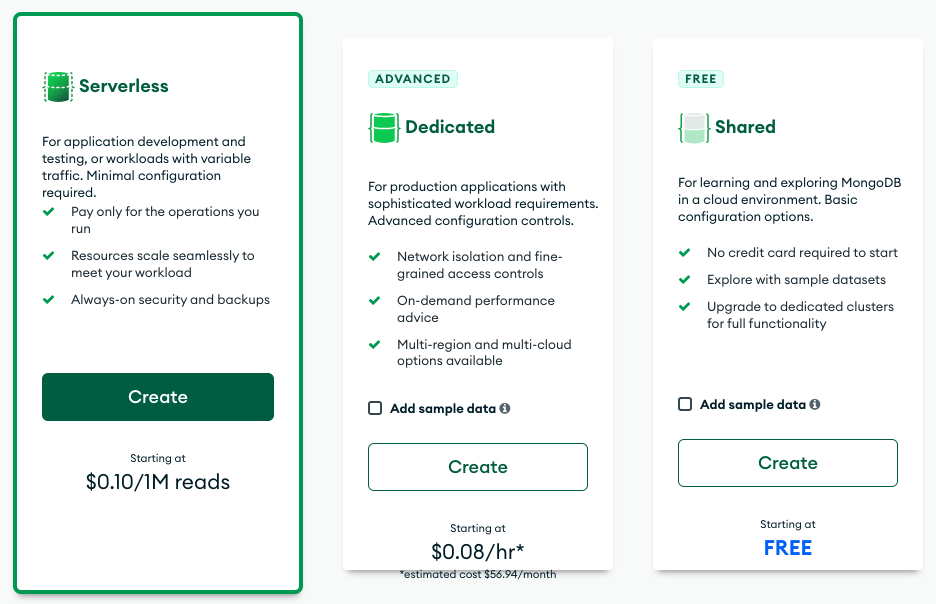 Serverless
For application development and
testing, or workloads with variable
traffic. Minimal configuration
required.
Pay only for the operations you
run
Resources scale seamlessly to
meet your workload
Always-on security and backups
Create
Starting at
$0.10/1M reads
ADVANCED
Dedicated
For production applications with
sophisticated workload requirements.
Advanced configuration controls.
Network isolation and fine-
grained access controls
On-demand performance
advice
Multi-region and multi-cloud
options available
Add sample data
Create
Starting at
$0.08/hr*
*estimated cost $56.94/month
FREE
Shared
For learning and exploring MongoDB
in a cloud environment. Basic
configuration options.
No credit card required to start
Explore with sample datasets
Upgrade to dedicated clusters
for full functionality
Add sample data
Create
Starting at
FREE